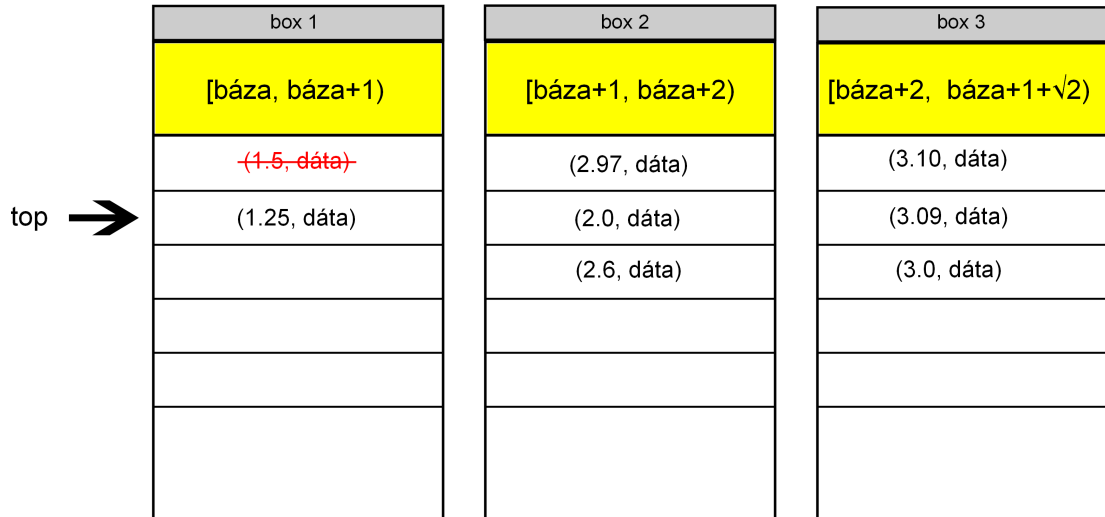 box 1
box 2
box 3
[báza, báza+1)
[báza+1, báza+2)
[báza+2, báza+1+√2)
(1.5, dáta)
(2.97, dáta)
(3.10, dáta)
top
(1.25, dáta)
(2.0, dáta)
(3.09, dáta)
(2.6, dáta)
(3.0, dáta)